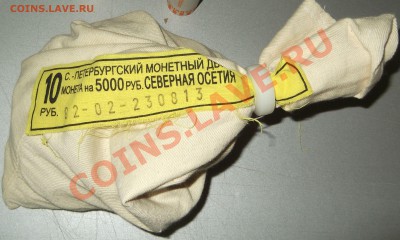 coins.lave.ru
С.-ПЕТЕРБУРГСКИЙ МОНЕТНЫЙ ДВ
10 МОНЕТА НА 5000 РУБ. СЕВЕРНАЯ ОСЕТИЯ
РУБ. 02-02-230813
COINS.LAVE.RU